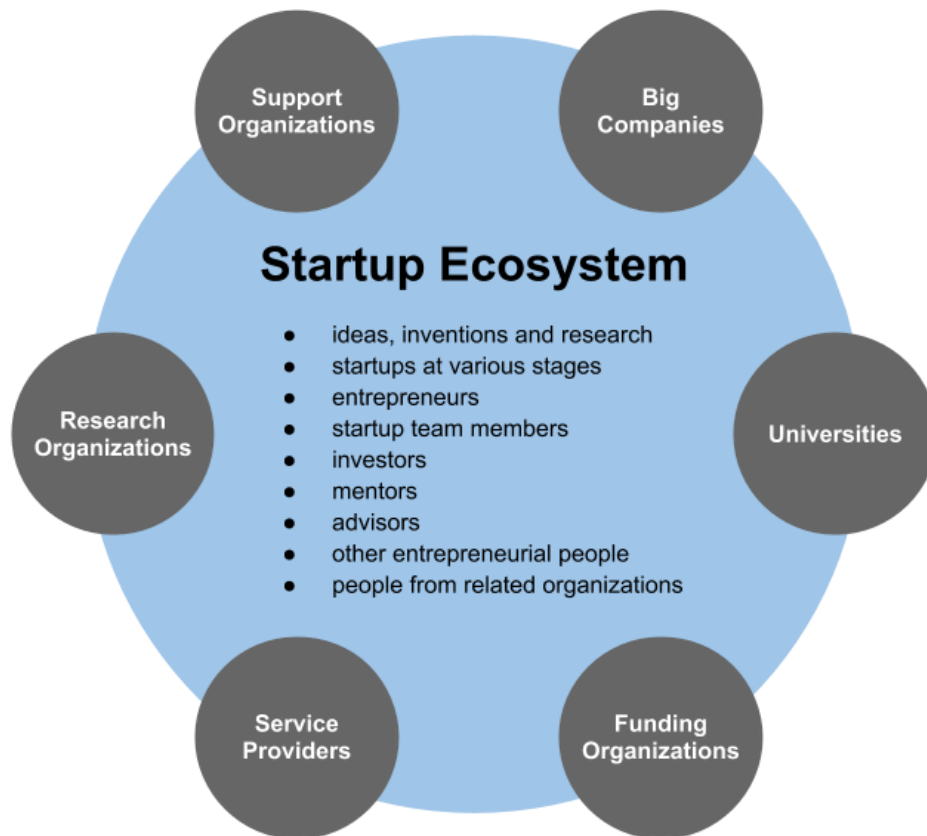 Support
Organizations
Big
Companies
Startup Ecosystem
● ideas, inventions and research
● startups at various stages
● entrepreneurs
● startup team members
● investors
● mentors
● advisors
● other entrepreneurial people
● people from related organizations
Research
Organizations
Universities
Service
Providers
Funding
Organizations